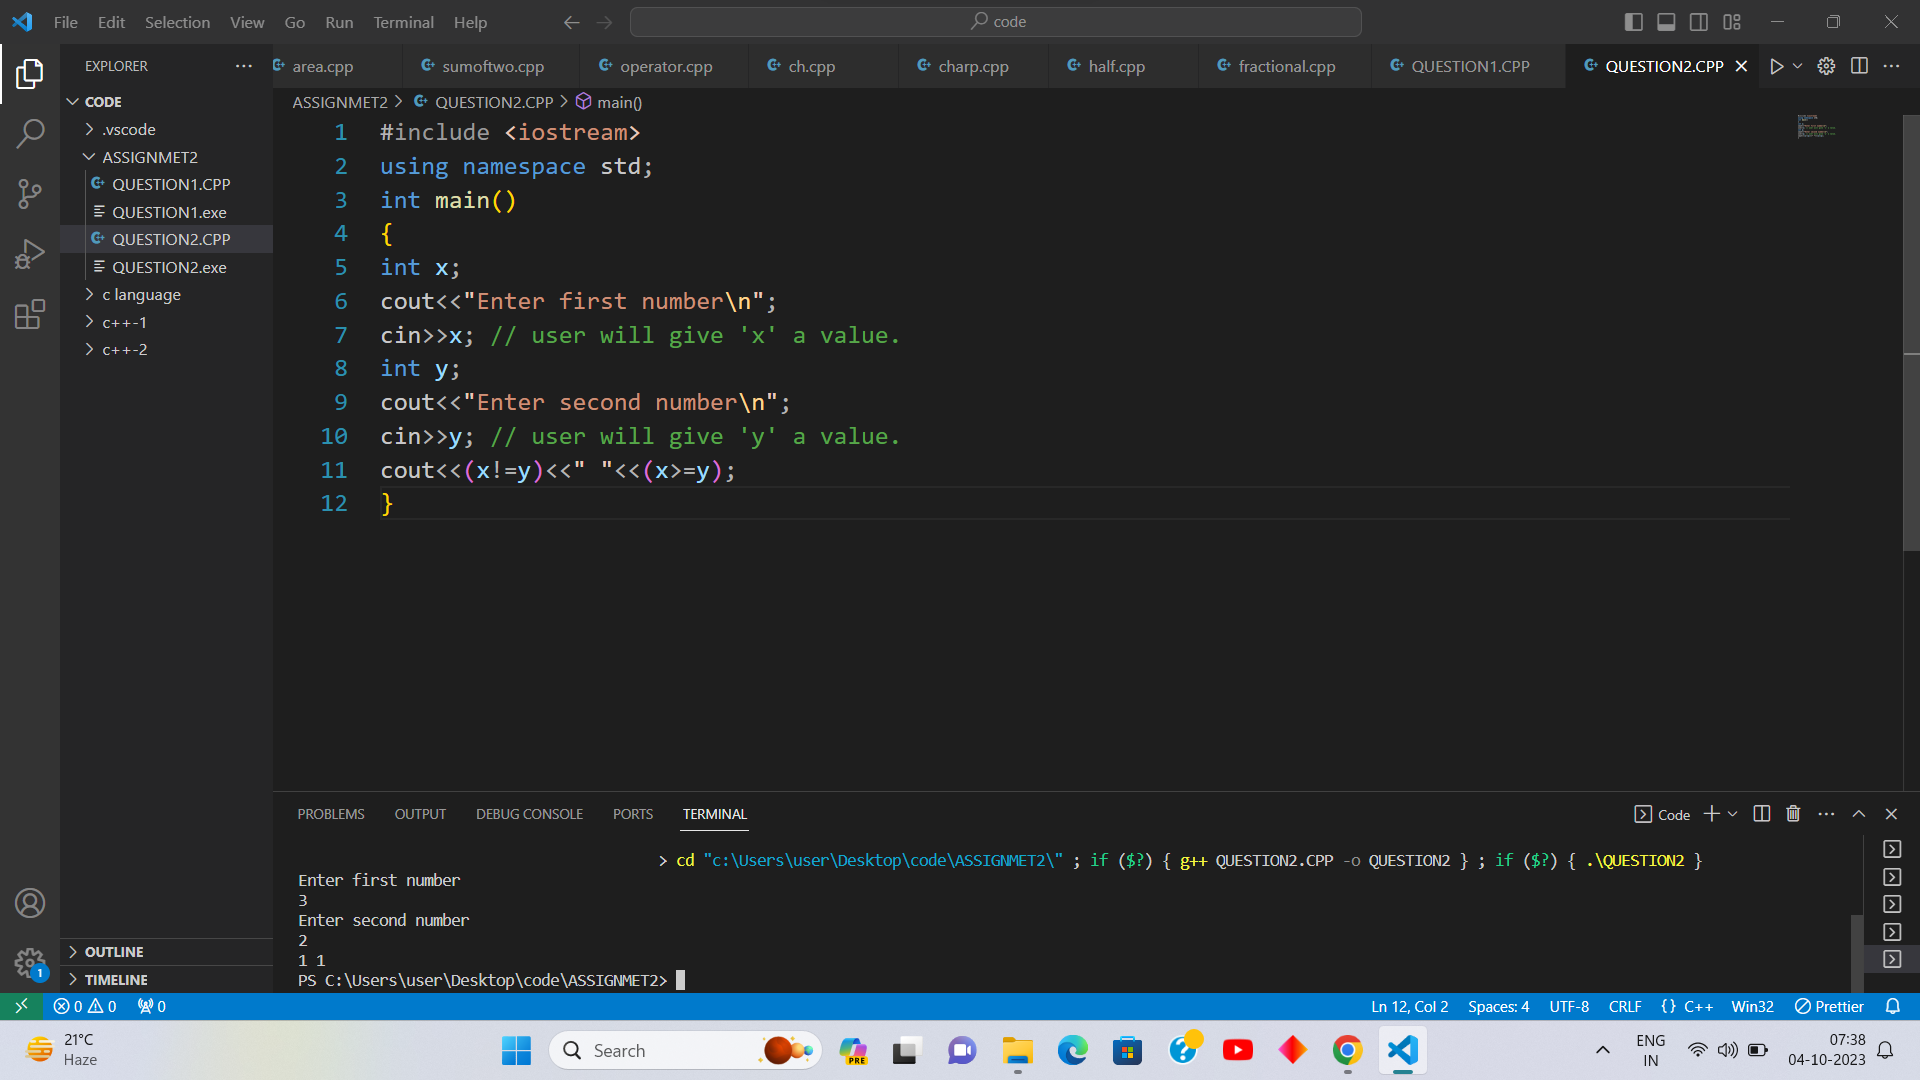 File Edit Selection View Go Run Terminal Help
code
EXPLORER
area.cpp sumoftwo.cpp operator.cpp ch.cpp charp.cpp half.cpp fractional.cpp QUESTION1.CPP QUESTION2.CPP
CODE
.vscode
ASSIGNMET2
QUESTION1.CPP
QUESTION1.exe
QUESTION2.CPP
QUESTION2.exe
c language
c++-1
c++-2
OUTLINE
TIMELINE
ASSIGNMET2 > QUESTION2.CPP > main()
1 #include <iostream>
2 using namespace std;
3 int main()
4 {
5 int x;
6 cout<<"Enter first number\n";
7 cin>>x; // user will give 'x' a value.
8 int y;
9 cout<<"Enter second number\n";
10 cin>>y; // user will give 'y' a value.
11 cout<<(x!=y)<<" "<<(x>=y);
12 }
PROBLEMS OUTPUT DEBUG CONSOLE PORTS TERMINAL
Code
> cd "c:\Users\user\Desktop\code\ASSIGNMET2\" ; if ($?) { g++ QUESTION2.CPP -o QUESTION2 } ; if ($?) { .\QUESTION2 }
Enter first number
3
Enter second number
2
1 1
PS C:\Users\user\Desktop\code\ASSIGNMET2>
1
0 0 0
Ln 12, Col 2 Spaces: 4 UTF-8 CRLF {} C++ Win32 Prettier
21°C
Haze
Search
PRE
ENG
IN
07:38
04-10-2023